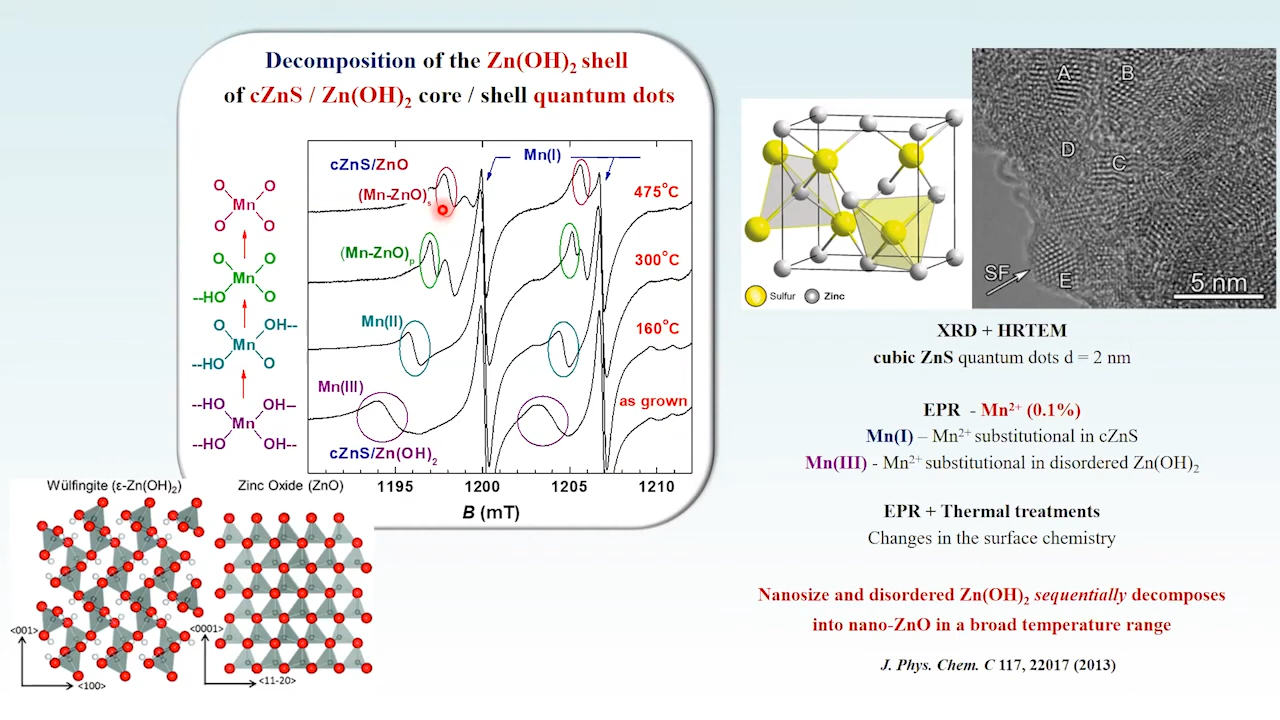 Decomposition of the Zn(OH)₂ shell
of cZnS / Zn(OH)₂ core / shell quantum dots
cZnS/ZnO
Mn(I)
(Mn-ZnO)s
475°C
(Mn-ZnO)p
300°C
Mn(II)
160°C
Mn(III)
as grown
cZnS/Zn(OH)₂
1195 1200 1205 1210
B (mT)
O O
Mn
O O
O O
Mn
--HO O
O OH--
Mn
--HO O
--HO OH--
Mn
--HO OH--
Wülfingite (ε-Zn(OH)₂)
<001>
<100>
Zinc Oxide (ZnO)
<0001>
<11-20>
Sulfur Zinc
A B
D C
SF E
5 nm
XRD + HRTEM
cubic ZnS quantum dots d = 2 nm
EPR - Mn²⁺ (0.1%)
Mn(I) – Mn²⁺ substitutional in cZnS
Mn(III) - Mn²⁺ substitutional in disordered Zn(OH)₂
EPR + Thermal treatments
Changes in the surface chemistry
Nanosize and disordered Zn(OH)₂ sequentially decomposes
into nano-ZnO in a broad temperature range
J. Phys. Chem. C 117, 22017 (2013)